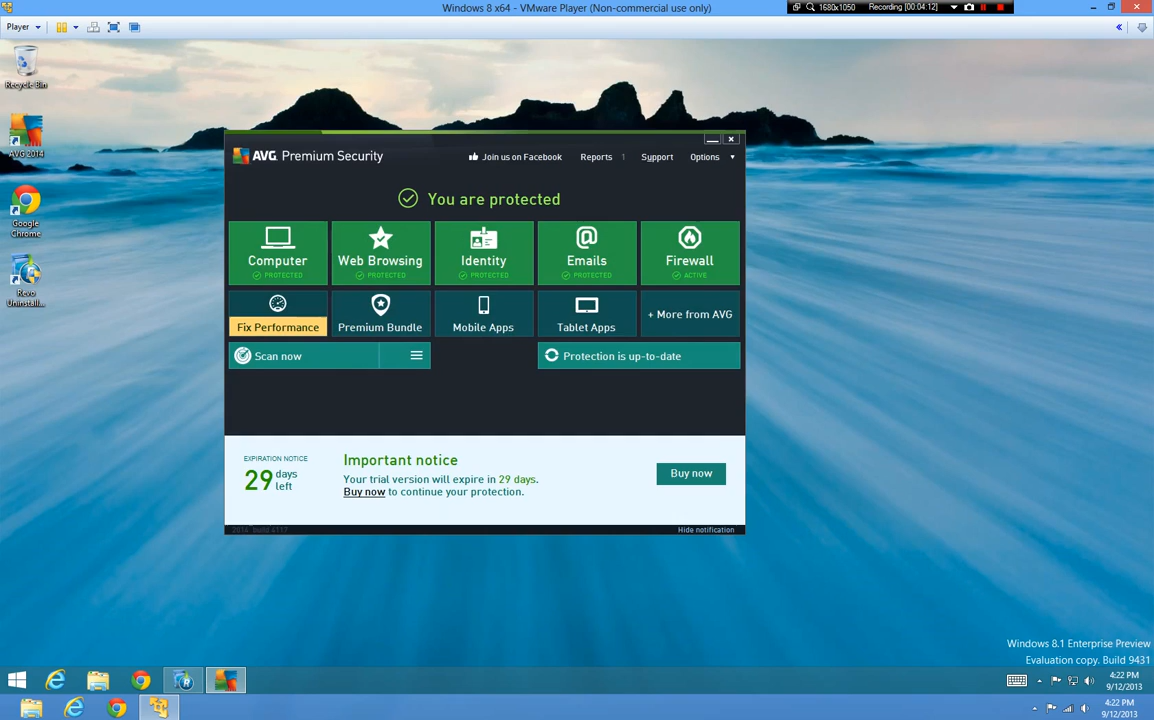 Windows 8 x64 - VMware Player (Non-commercial use only)
1680x1050
Recording [00:04:12]
Player
Recycle Bin
AVG 2014
Google
Chrome
Revo
Uninstall...
AVG. Premium Security
Join us on Facebook
Reports 1
Support
Options
You are protected
Computer
PROTECTED
Web Browsing
PROTECTED
Identity
PROTECTED
Emails
PROTECTED
Firewall
ACTIVE
Fix Performance
Premium Bundle
Mobile Apps
Tablet Apps
+ More from AVG
Scan now
Protection is up-to-date
EXPIRATION NOTICE
29 days
left
Important notice
Your trial version will expire in 29 days.
Buy now to continue your protection.
Buy now
2014 Build 4117
Hide notification
Windows 8.1 Enterprise Preview
Evaluation copy. Build 9431
4:22 PM
9/12/2013
4:22 PM
9/12/2013